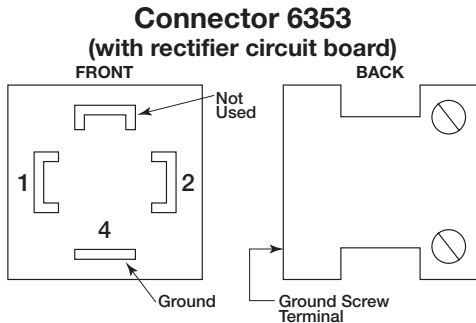 Connector 6353
(with rectifier circuit board)
FRONT
BACK
Not
Used
1
2
4
Ground
Ground Screw
Terminal